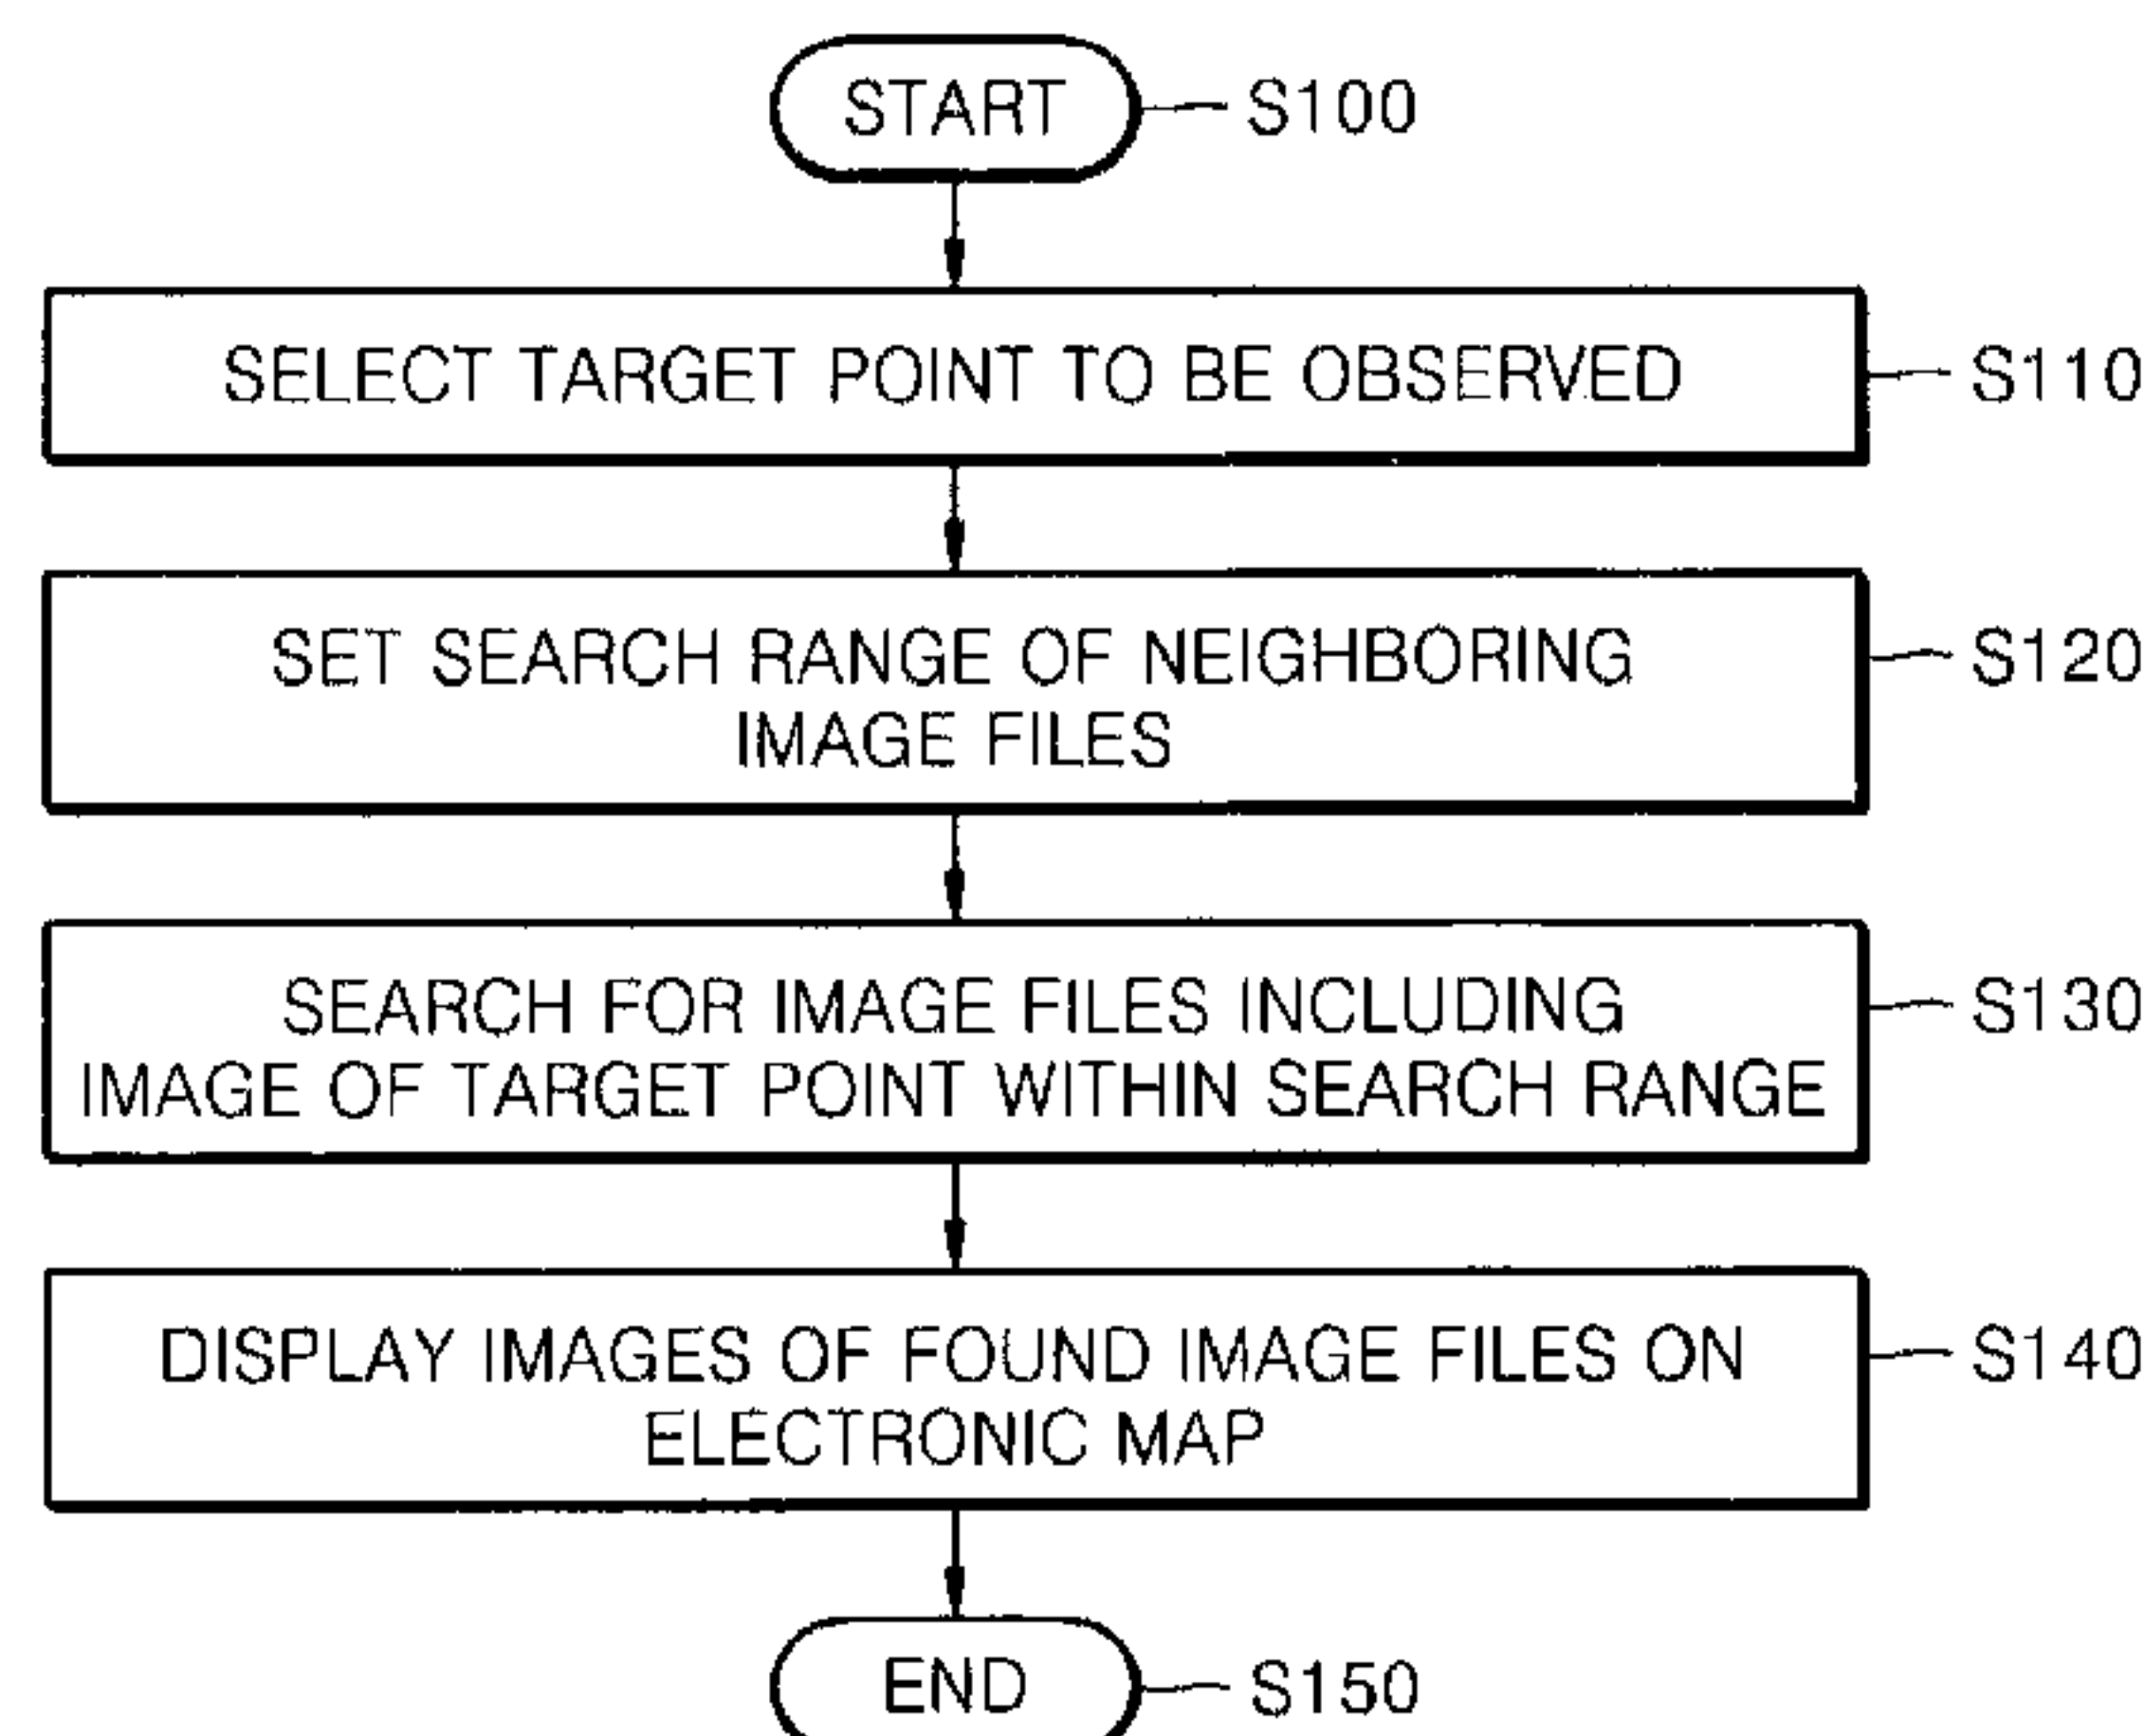 START S100
SELECT TARGET POINT TO BE OBSERVED S110
SET SEARCH RANGE OF NEIGHBORING S120
IMAGE FILES
SEARCH FOR IMAGE FILES INCLUDING S130
IMAGE OF TARGET POINT WITHIN SEARCH RANGE
DISPLAY IMAGES OF FOUND IMAGE FILES ON S140
ELECTRONIC MAP
END S150